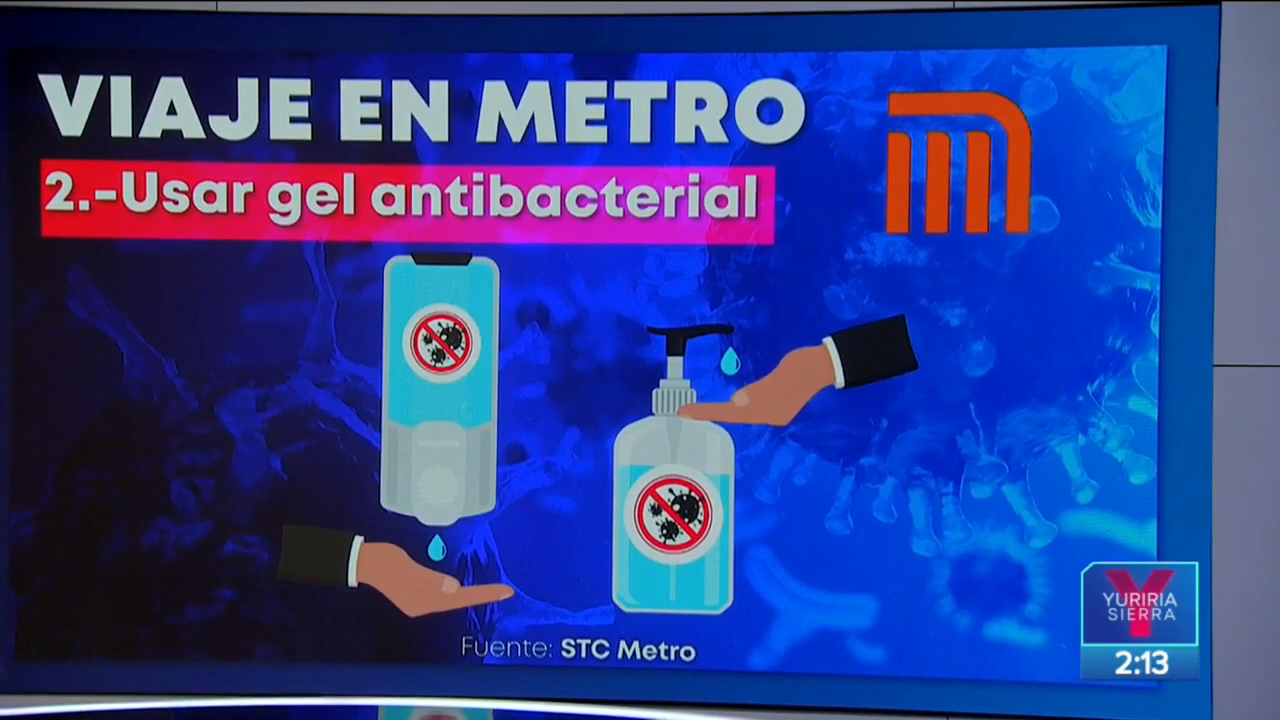 VIAJE EN METRO
2.-Usar gel antibacterial
Fuente: STC Metro
YURIRIA
SIERRA
2:13